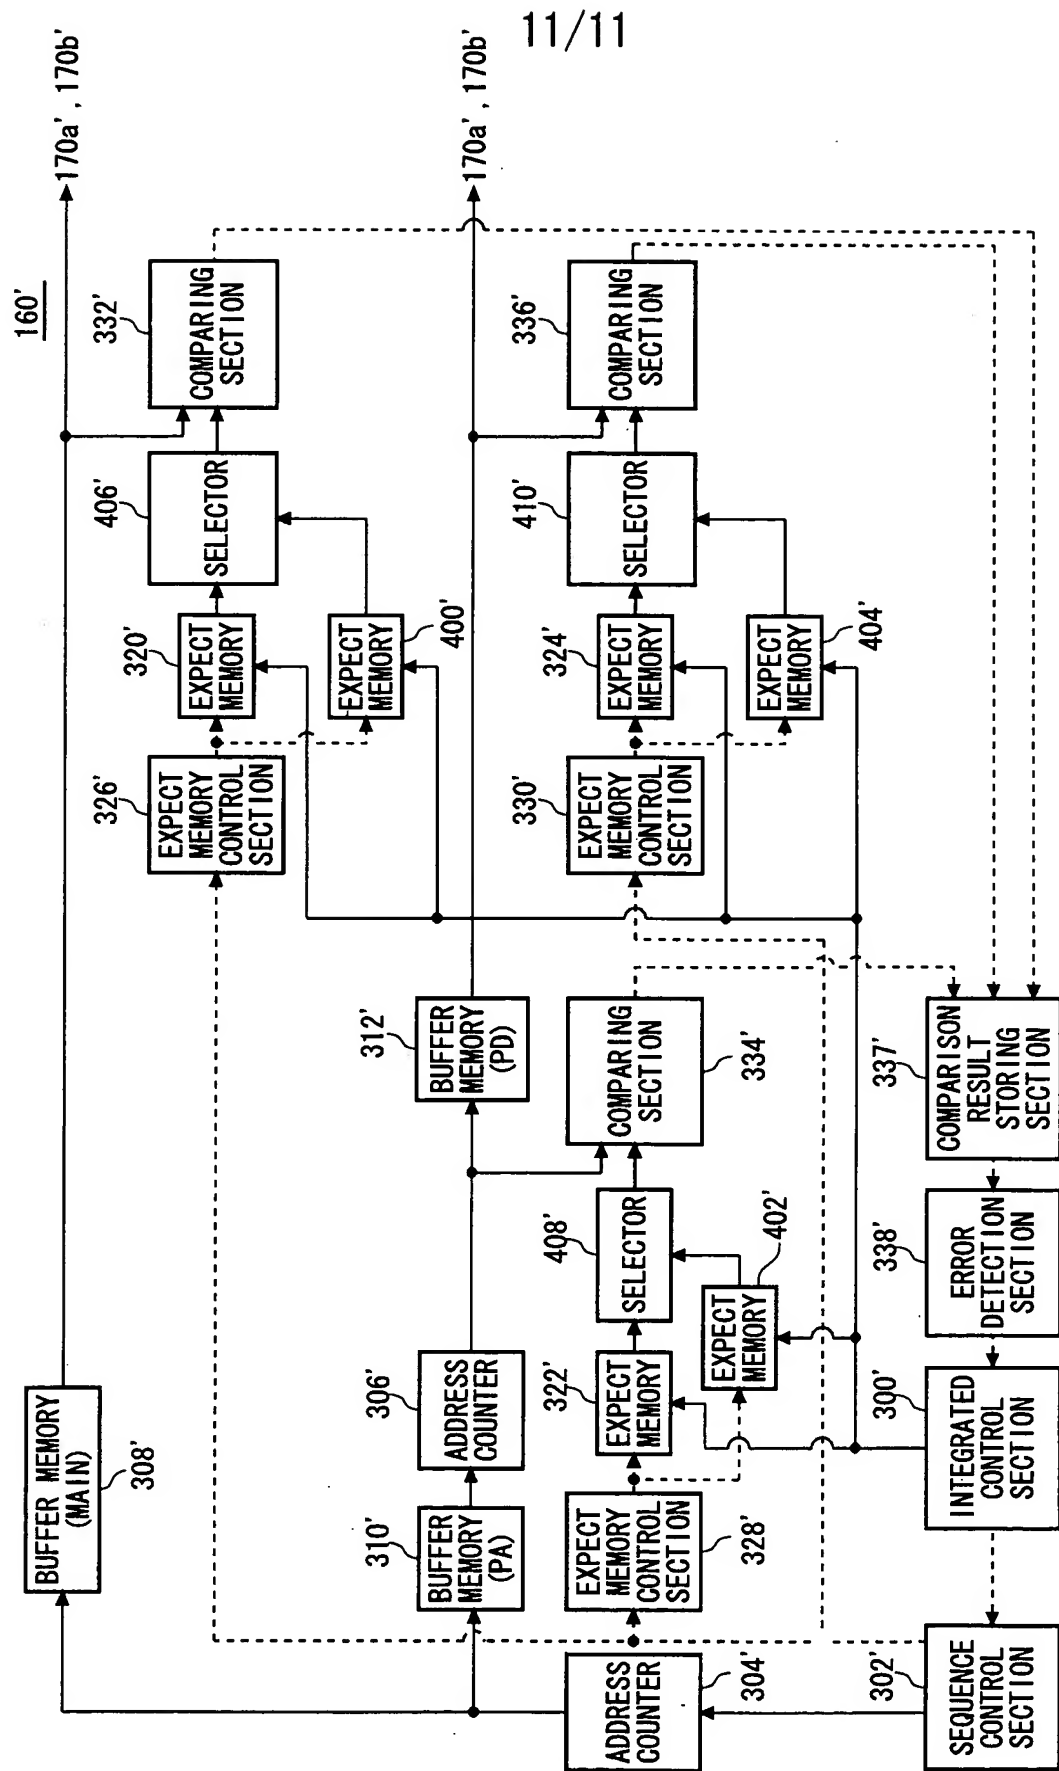 11/11
160'
170a', 170b'
170a', 170b'
BUFFER MEMORY
(MAIN)
308'
332'
COMPARING
SECTION
406'
SELECTOR
320'
EXPECT
MEMORY
400'
EXPECT
MEMORY
326'
EXPECT
MEMORY
CONTROL
SECTION
310'
BUFFER
MEMORY
(PA)
306'
ADDRESS
COUNTER
312'
BUFFER
MEMORY
(PD)
336'
COMPARING
SECTION
410'
SELECTOR
324'
EXPECT
MEMORY
404'
EXPECT
MEMORY
330'
EXPECT
MEMORY
CONTROL
SECTION
334'
COMPARING
SECTION
408'
SELECTOR
402'
EXPECT
MEMORY
322'
EXPECT
MEMORY
328'
EXPECT
MEMORY
CONTROL
SECTION
304'
ADDRESS
COUNTER
302'
SEQUENCE
CONTROL
SECTION
300'
INTEGRATED
CONTROL
SECTION
338'
ERROR
DETECTION
SECTION
337'
COMPARISON
RESULT
STORING
SECTION